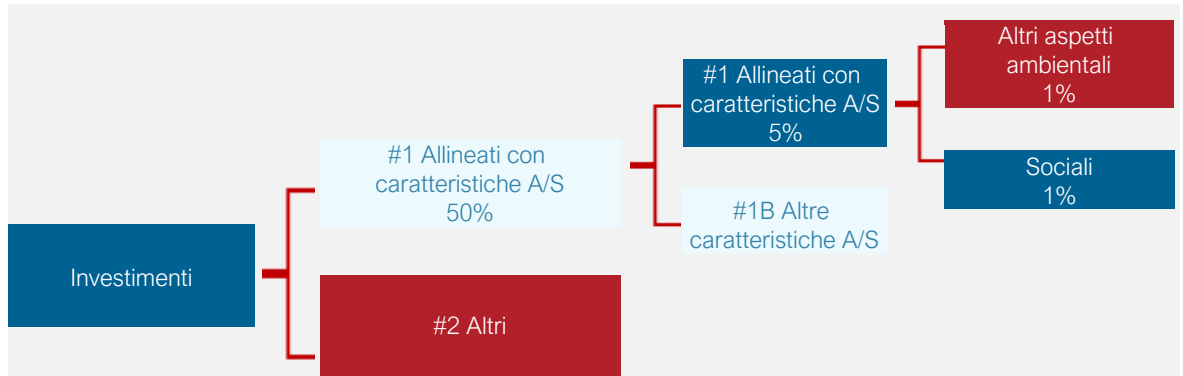 Investimenti
#1 Allineati con
caratteristiche A/S
50%
#2 Altri
#1 Allineati con
caratteristiche A/S
5%
#1B Altre
caratteristiche A/S
Altri aspetti
ambientali
1%
Sociali
1%